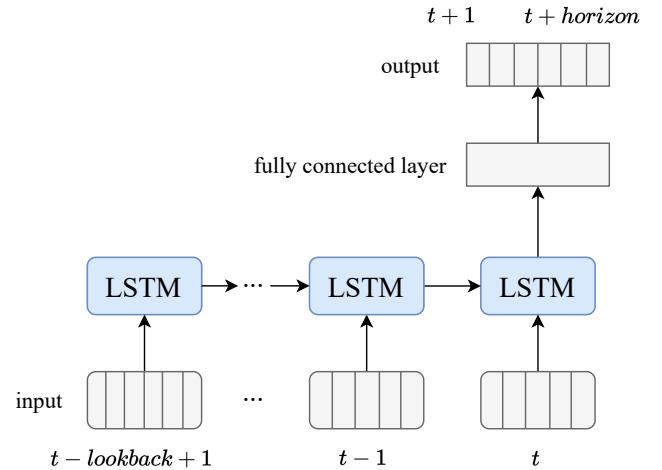 t + 1 t + horizon
output
fully connected layer
LSTM ... LSTM LSTM
input ...
t − lookback + 1 t − 1 t